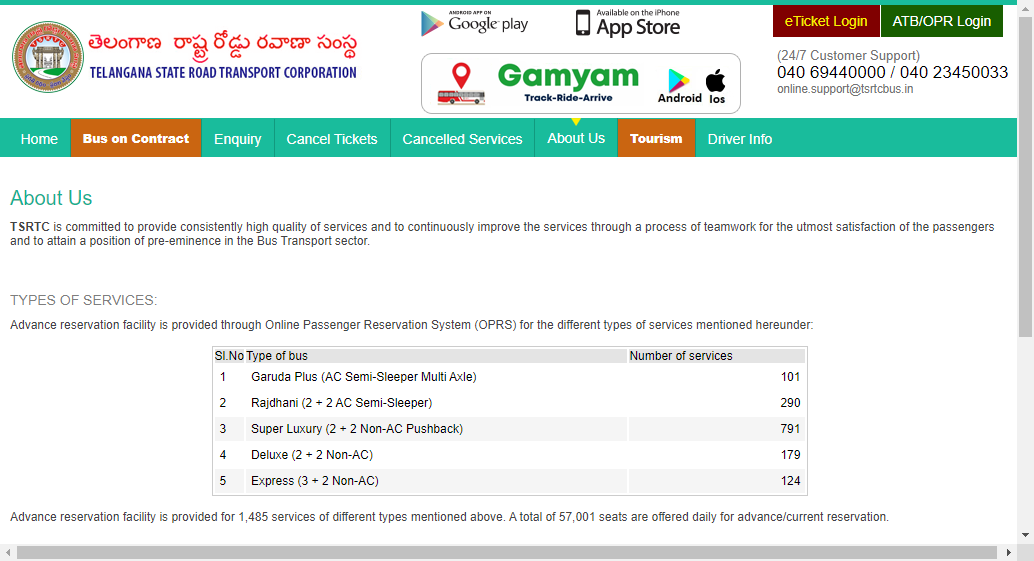 తెలంగాణ రాష్ట్ర రోడ్డు రవాణా సంస్థ
TELANGANA STATE ROAD TRANSPORT CORPORATION
ANDROID APP ON
Google play
Available on the iPhone
App Store
eTicket Login
ATB/OPR Login
(24/7 Customer Support)
040 69440000 / 040 23450033
online.support@tsrtcbus.in
Gamyam
Track-Ride-Arrive
Android
Ios
Home
Bus on Contract
Enquiry
Cancel Tickets
Cancelled Services
About Us
Tourism
Driver Info
About Us
TSRTC is committed to provide consistently high quality of services and to continuously improve the services through a process of teamwork for the utmost satisfaction of the passengers
and to attain a position of pre-eminence in the Bus Transport sector.
TYPES OF SERVICES:
Advance reservation facility is provided through Online Passenger Reservation System (OPRS) for the different types of services mentioned hereunder:
Sl.No Type of bus Number of services
1 Garuda Plus (AC Semi-Sleeper Multi Axle) 101
2 Rajdhani (2 + 2 AC Semi-Sleeper) 290
3 Super Luxury (2 + 2 Non-AC Pushback) 791
4 Deluxe (2 + 2 Non-AC) 179
5 Express (3 + 2 Non-AC) 124
Advance reservation facility is provided for 1,485 services of different types mentioned above. A total of 57,001 seats are offered daily for advance/current reservation.